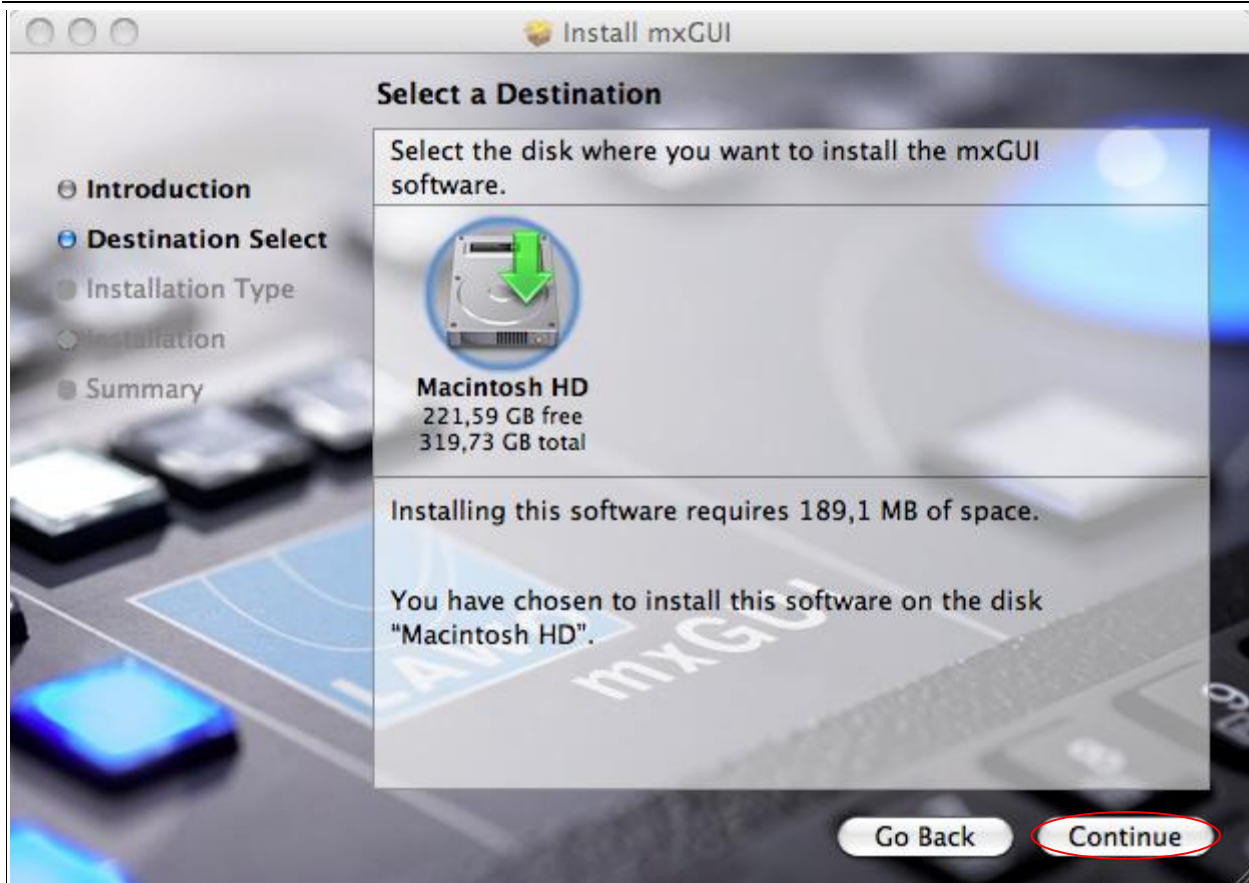 Install mxGUI
Select a Destination
Introduction
Destination Select
Installation Type
Installation
Summary
Select the disk where you want to install the mxGUI
software.
Macintosh HD
221,59 GB free
319,73 GB total
Installing this software requires 189,1 MB of space.
You have chosen to install this software on the disk
“Macintosh HD”.
LAWO
mxGUI
9
8
Go Back
Continue